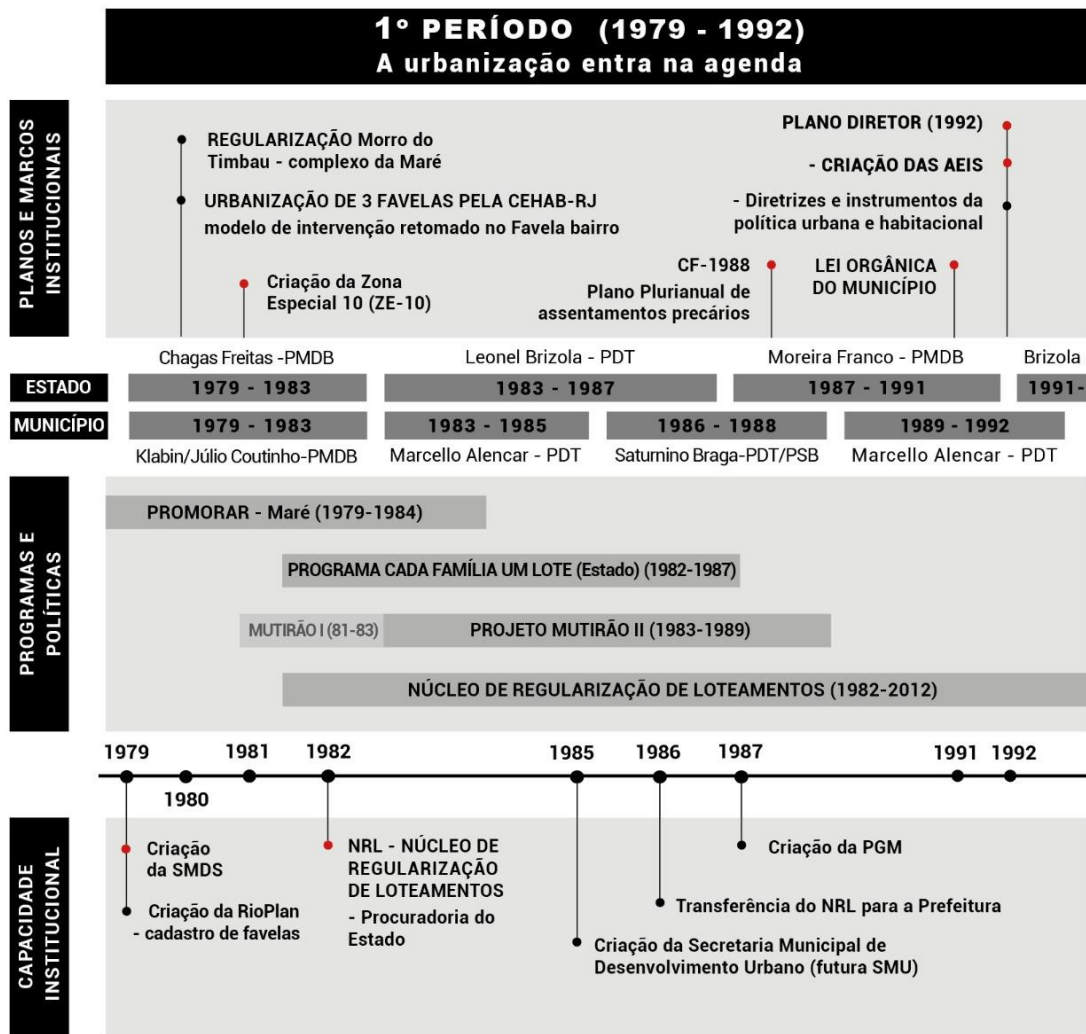 1º PERÍODO (1979 - 1992)
A urbanização entra na agenda
PLANOS E MARCOS
INSTITUCIONAIS
REGULARIZAÇÃO Morro do
Timbau - complexo da Maré
URBANIZAÇÃO DE 3 FAVELAS PELA CEHAB-RJ
modelo de intervenção retomado no Favela bairro
Criação da Zona
Especial 10 (ZE-10)
PLANO DIRETOR (1992)
- CRIAÇÃO DAS AEIS
- Diretrizes e instrumentos da
política urbana e habitacional
CF-1988
Plano Plurianual de
assentamentos precários
LEI ORGÂNICA
DO MUNICÍPIO
Chagas Freitas -PMDB
Leonel Brizola - PDT
Moreira Franco - PMDB
Brizola
ESTADO
1979 - 1983
1983 - 1987
1987 - 1991
1991-
MUNICÍPIO
1979 - 1983
1983 - 1985
1986 - 1988
1989 - 1992
Klabin/Júlio Coutinho-PMDB
Marcello Alencar - PDT
Saturnino Braga-PDT/PSB
Marcello Alencar - PDT
PROGRAMAS E
POLÍTICAS
PROMORAR - Maré (1979-1984)
PROGRAMA CADA FAMÍLIA UM LOTE (Estado) (1982-1987)
MUTIRÃO I (81-83)
PROJETO MUTIRÃO II (1983-1989)
NÚCLEO DE REGULARIZAÇÃO DE LOTEAMENTOS (1982-2012)
1979
1980
1981
1982
1985
1986
1987
1991
1992
CAPACIDADE
INSTITUCIONAL
Criação
da SMDS
Criação da RioPlan
- cadastro de favelas
NRL - NÚCLEO DE
REGULARIZAÇÃO
DE LOTEAMENTOS
- Procuradoria do
Estado
Criação da PGM
Transferência do NRL para a Prefeitura
Criação da Secretaria Municipal de
Desenvolvimento Urbano (futura SMU)